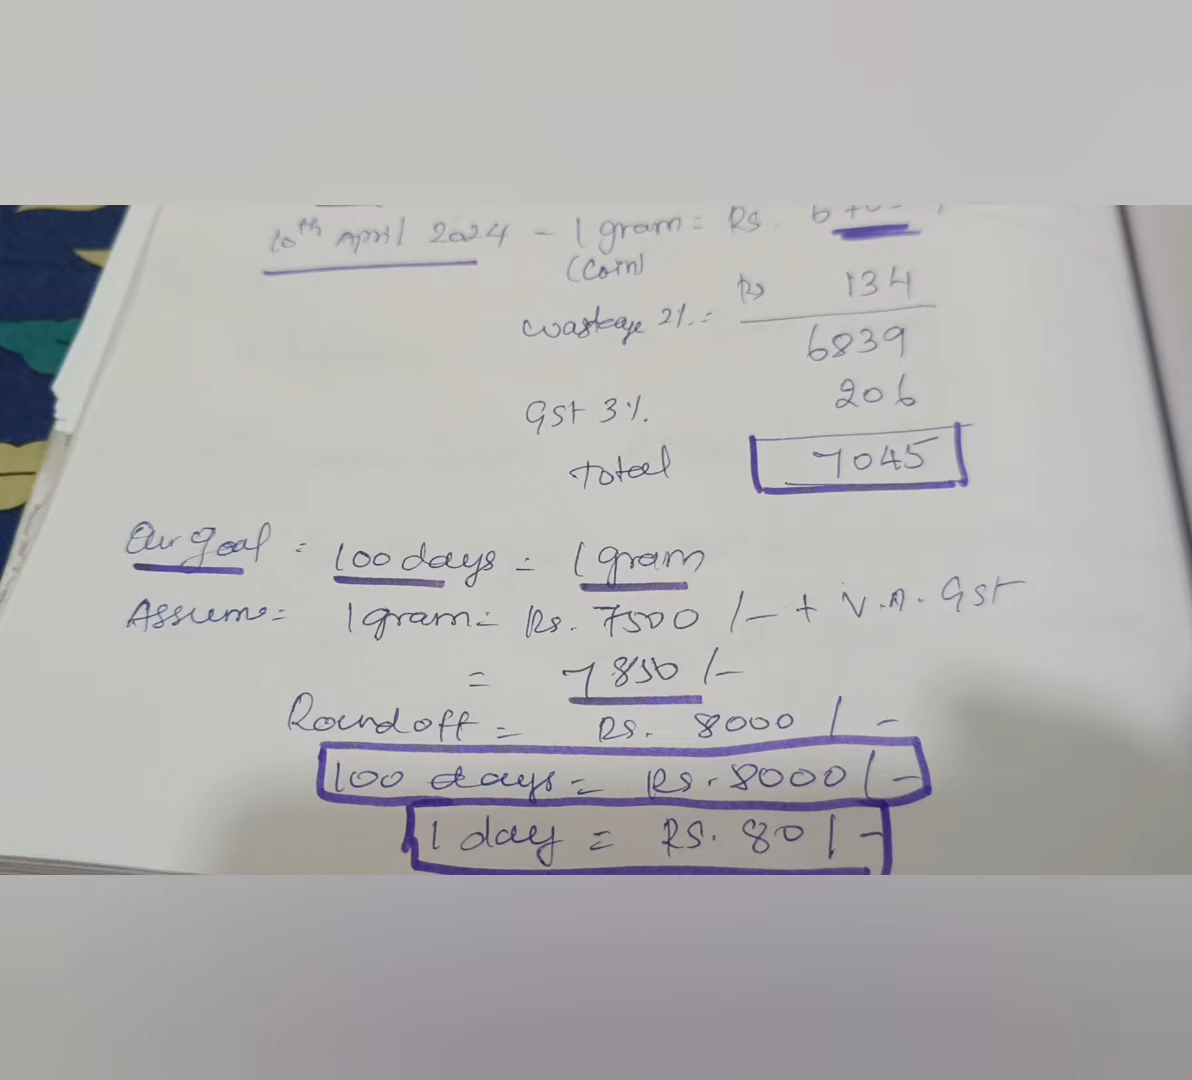 10th April 2024 - 1 gram = Rs.
(Coin)
wastage 2%. = Rs 134
6839
GST 3%. 206
Total 7045
Our goal = 100 days = 1 gram
Assume = 1 gram = Rs. 7500 /- + V.A. GST
= 7850 /-
Round off = Rs. 8000 /-
100 days = Rs. 8000 /-
1 day = Rs. 80 /-